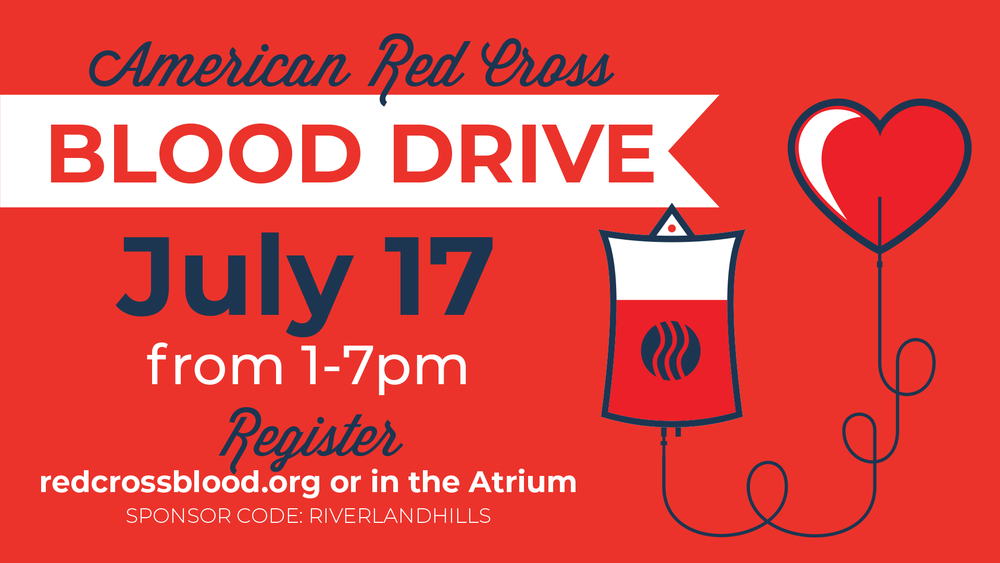 American Red Cross
BLOOD DRIVE
July 17
from 1-7pm
Register
redcrossblood.org or in the Atrium
SPONSOR CODE: RIVERLANDHILLS